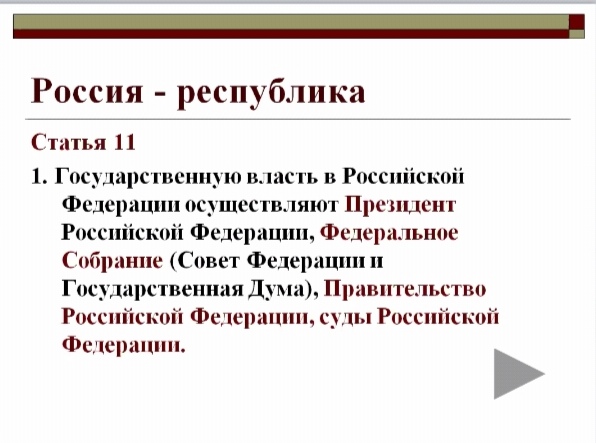 Россия - республика
Статья 11
1. Государственную власть в Российской
Федерации осуществляют Президент
Российской Федерации, Федеральное
Собрание (Совет Федерации и
Государственная Дума), Правительство
Российской Федерации, суды Российской
Федерации.